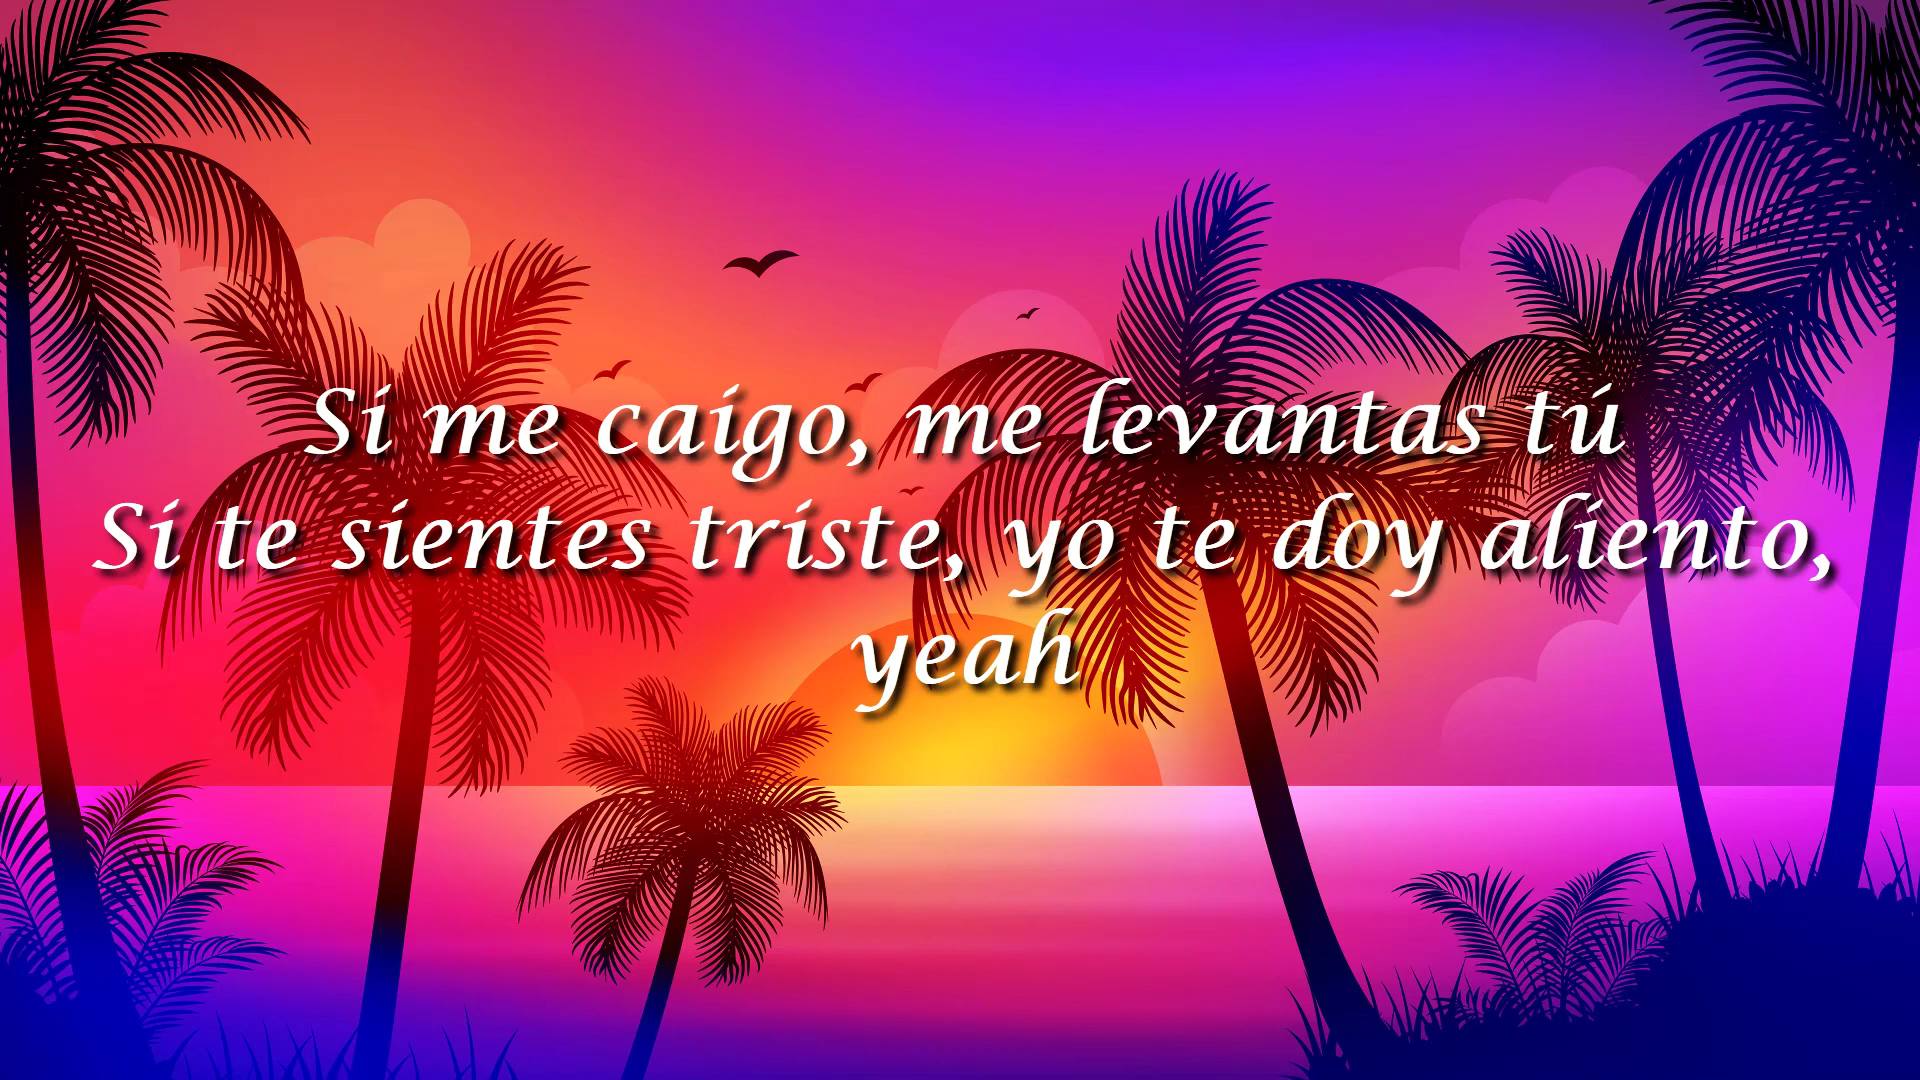 Si me caigo, me levantas tú
Si te sientes triste, yo te doy aliento,
yeah